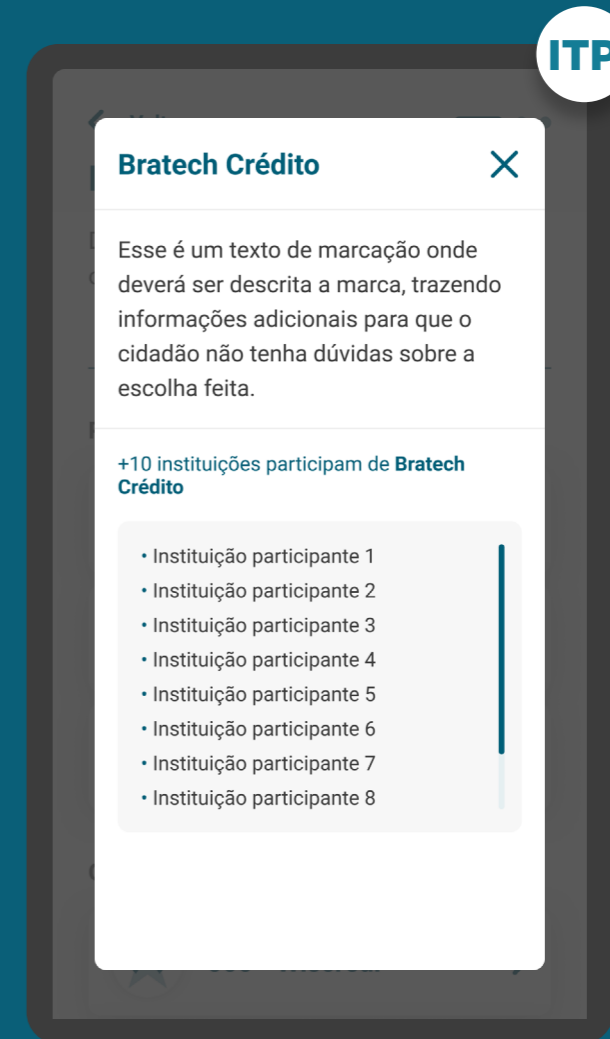 ITP
Bratech Crédito
Esse é um texto de marcação onde
deverá ser descrita a marca, trazendo
informações adicionais para que o
cidadão não tenha dúvidas sobre a
escolha feita.
+10 instituições participam de Bratech
Crédito
• Instituição participante 1
• Instituição participante 2
• Instituição participante 3
• Instituição participante 4
• Instituição participante 5
• Instituição participante 6
• Instituição participante 7
• Instituição participante 8